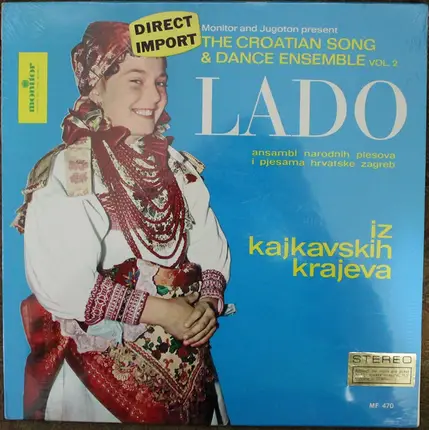 DIRECT
IMPORT
Monitor and Jugoton present
THE CROATIAN SONG
& DANCE ENSEMBLE VOL. 2
monitor
LADO
ansambl narodnih plesova
i pjesama hrvatske zagreb
iz
kajkavskih
krajeva
STEREO
MF 470